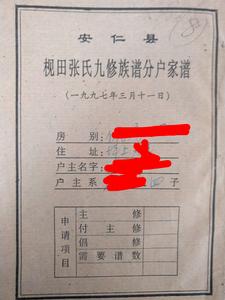 安仁县
枧田张氏九修族谱分户家谱
(一九九七年三月十一日)
房别:
住址:
户主名字:
户主系 子
申请项目
主修
付主修
倡修
需要谱数